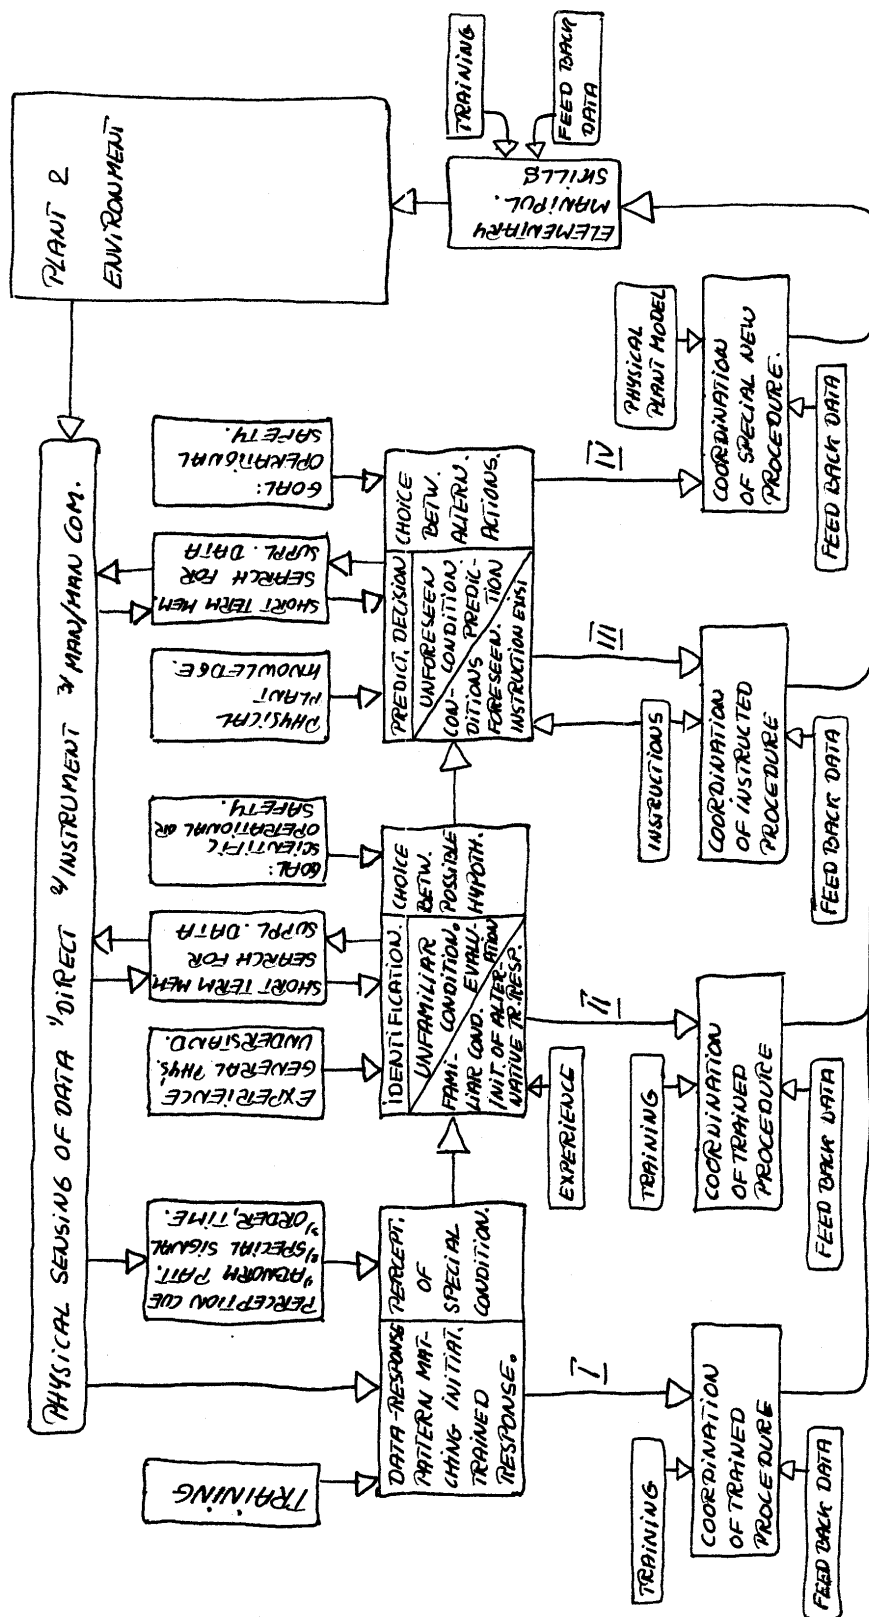 PHYSICAL SENSING OF DATA 1/ DIRECT 2/ INSTRUMENT 3/ MAN/MAN COM.
PLANT &
ENVIRONMENT
TRAINING
PERCEPTION CUE
1/ ABNORM PATT.
2/ SPECIAL SIGNAL
3/ ORDER, TIME.
EXPERIENCE,
GENERAL PHYS.
UNDERSTAND.
SHORT TERM MEM.
SEARCH FOR
SUPPL. DATA
GOAL:
SCIENTIFIC
OPERATIONAL OR
SAFETY.
PHYSICAL
PLANT
KNOWLEDGE.
SHORT TERM MEM.
SEARCH FOR
SUPPL. DATA
GOAL:
OPERATIONAL
SAFETY.
DATA-RESPONSE
PATTERN MAT-
CHING INITIAT.
TRAINED
RESPONSE.
PERCEPT.
OF
SPECIAL
CONDITION.
IDENTIFICATION.
UNFAMILIAR
CONDITION.
FAMI-
LIAR COND. EVALU-
ATION
INIT. OF ALTER-
NATIVE TR. RESP.
CHOICE
BETW.
POSSIBLE
HYPOTH.
PREDICT. DECISION
UNFORESEEN
CONDITION
CON-
DITIONS PREDIC-
FORESEEN. TION
INSTRUCTION EXIST
CHOICE
BETW.
ALTERN.
ACTIONS.
TRAINING
FEED BACK
DATA
ELEMENTARY
MANIPUL.
SKILLS
I
II
III
IV
EXPERIENCE
TRAINING
COORDINATION
OF TRAINED
PROCEDURE
FEED BACK DATA
TRAINING
COORDINATION
OF TRAINED
PROCEDURE
FEED BACK DATA
INSTRUCTIONS
COORDINATION
OF INSTRUCTED
PROCEDURE
FEED BACK DATA
PHYSICAL
PLANT MODEL
COORDINATION
OF SPECIAL NEW
PROCEDURE.
FEED BACK DATA